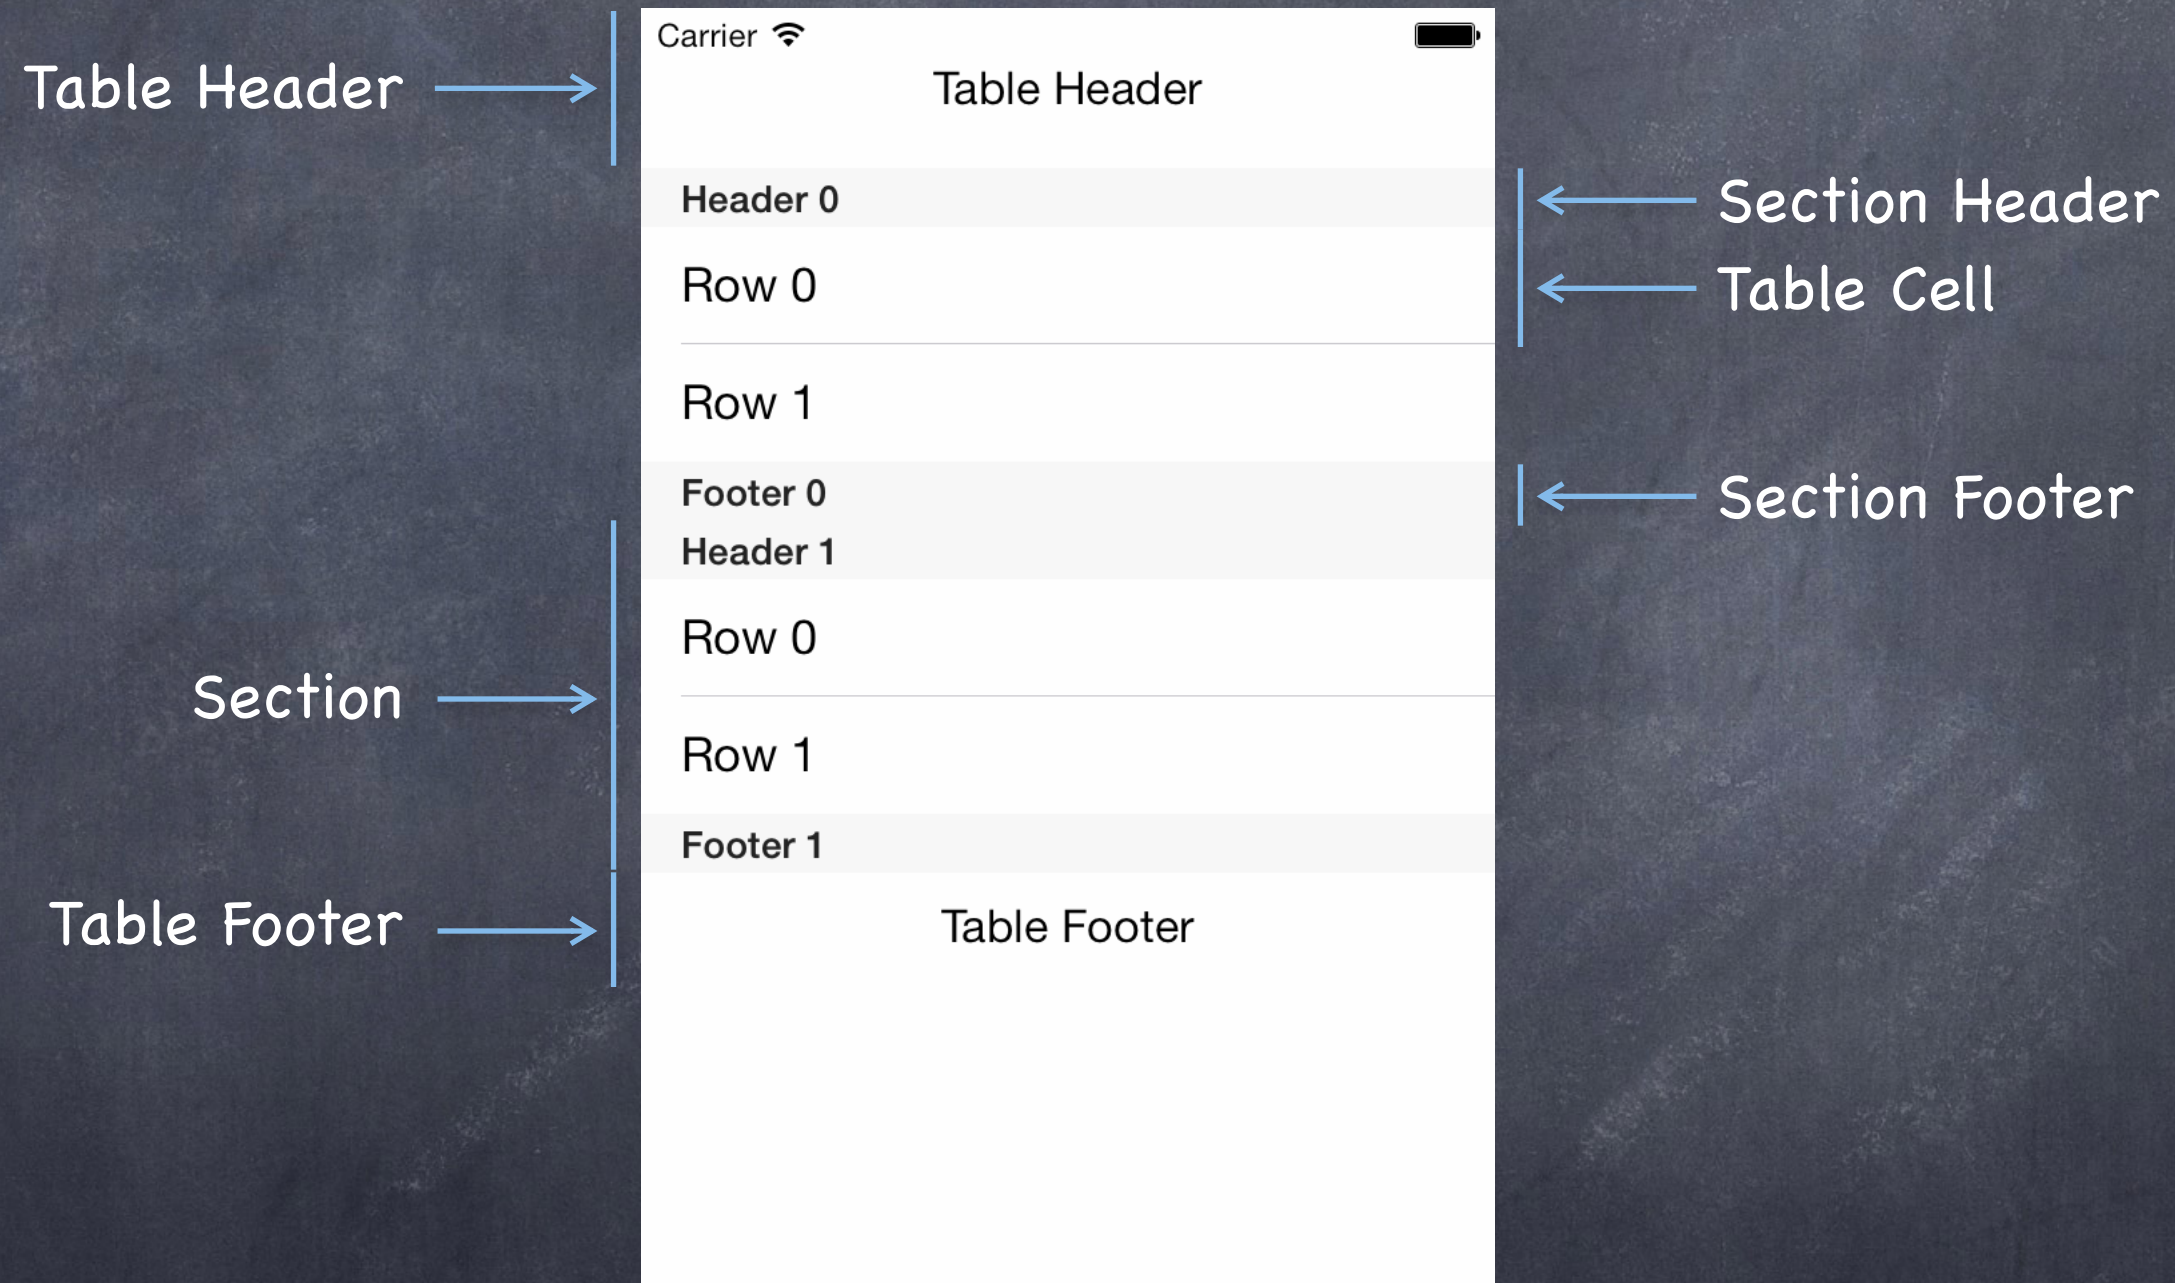 Carrier
Table Header
Table Header
Header 0
Section Header
Row 0
Table Cell
Row 1
Footer 0
Section Footer
Header 1
Row 0
Section
Row 1
Footer 1
Table Footer
Table Footer